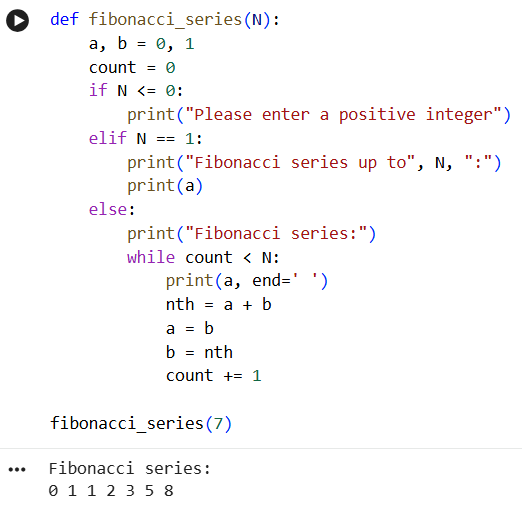 def fibonacci_series(N):
    a, b = 0, 1
    count = 0
    if N <= 0:
        print("Please enter a positive integer")
    elif N == 1:
        print("Fibonacci series up to", N, ":")
        print(a)
    else:
        print("Fibonacci series:")
        while count < N:
            print(a, end=' ')
            nth = a + b
            a = b
            b = nth
            count += 1

fibonacci_series(7)
Fibonacci series:
0 1 1 2 3 5 8